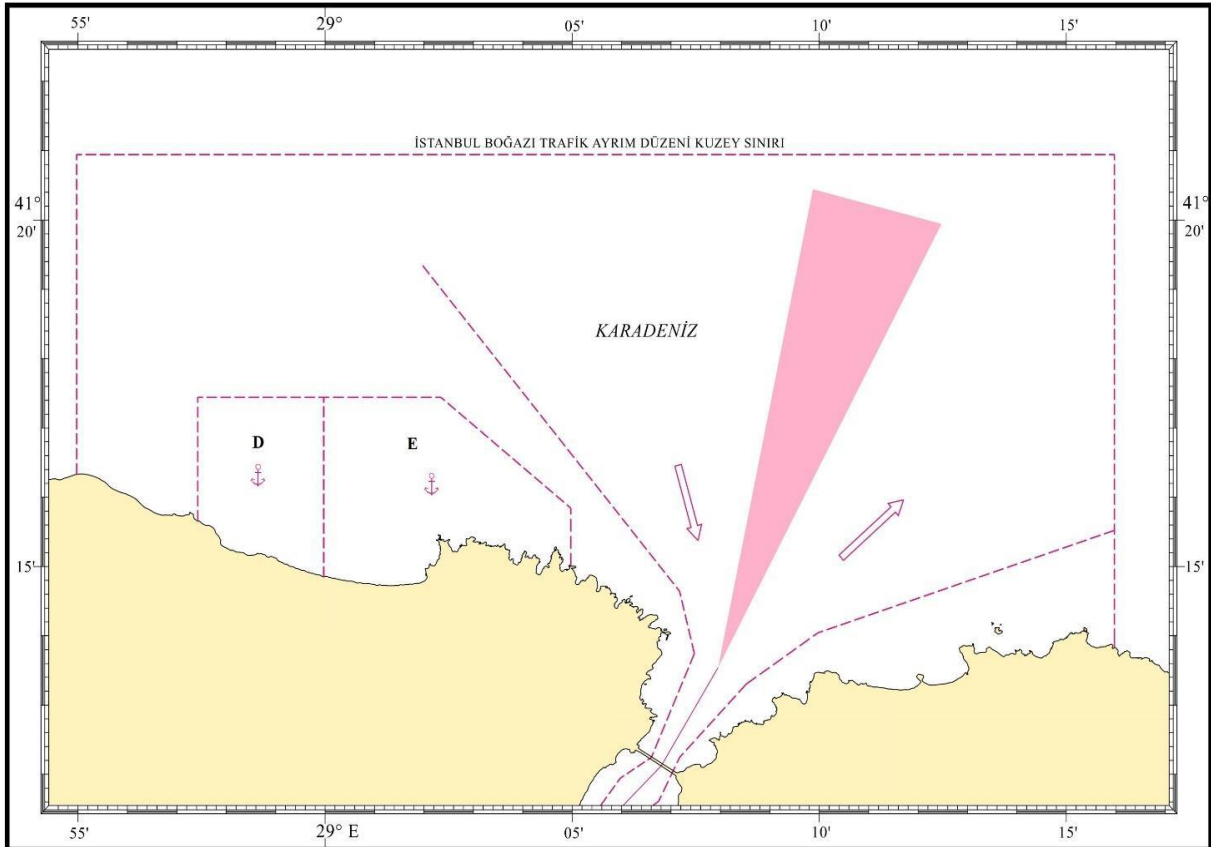 55' 29° 05' 10' 15'
İSTANBUL BOĞAZI TRAFİK AYRIM DÜZENİ KUZEY SINIRI
41° 41°
20' 20'
KARADENİZ
D E
15' 15'
55' 29° E 05' 10' 15'